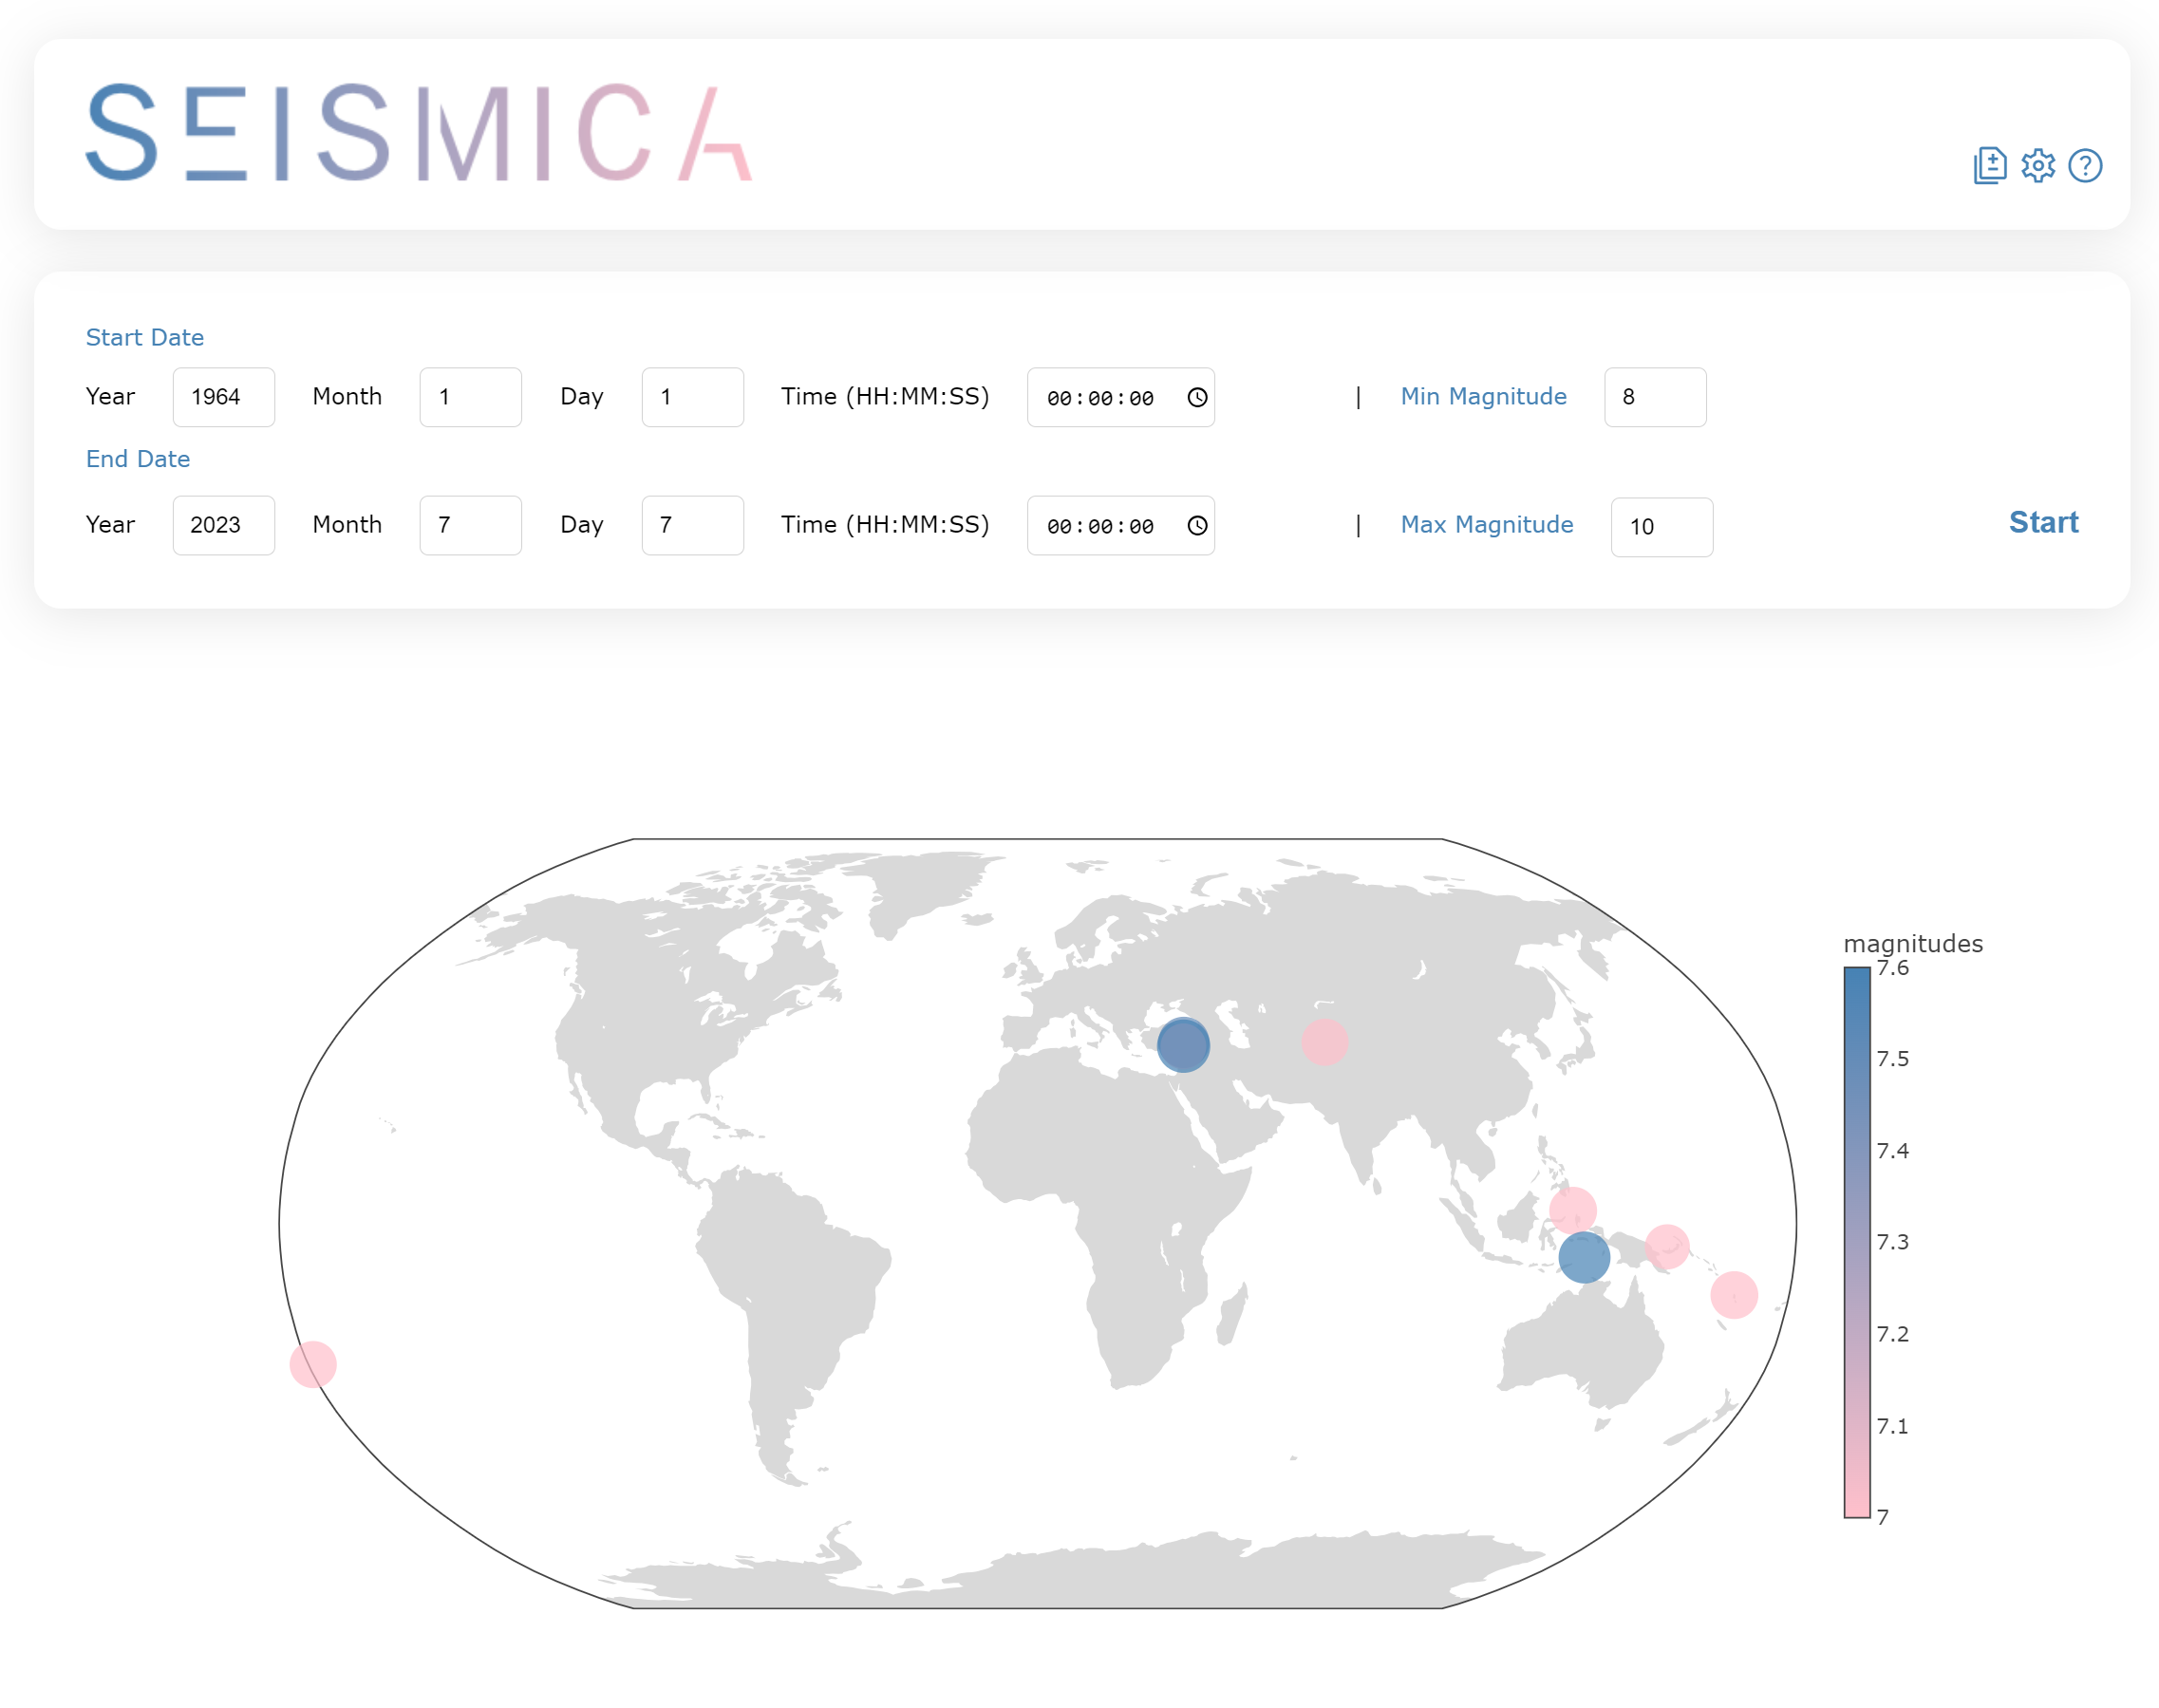 SEISMICA
Start Date
Year 1964 Month 1 Day 1 Time (HH:MM:SS) 00:00:00 | Min Magnitude 8
End Date
Year 2023 Month 7 Day 7 Time (HH:MM:SS) 00:00:00 | Max Magnitude 10 Start
magnitudes
7.6
7.5
7.4
7.3
7.2
7.1
7